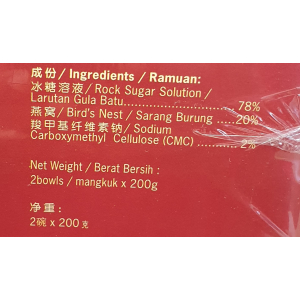 成份 / Ingredients / Ramuan:
冰糖溶液 / Rock Sugar Solution /
Larutan Gula Batu 78%
燕窝 / Bird's Nest / Sarang Burung 20%
羧甲基纤维素钠 / Sodium
Carboxymethyl Cellulose (CMC) 2%
Net Weight / Berat Bersih :
2bowls / mangkuk x 200g
净重 :
2碗 x 200 克